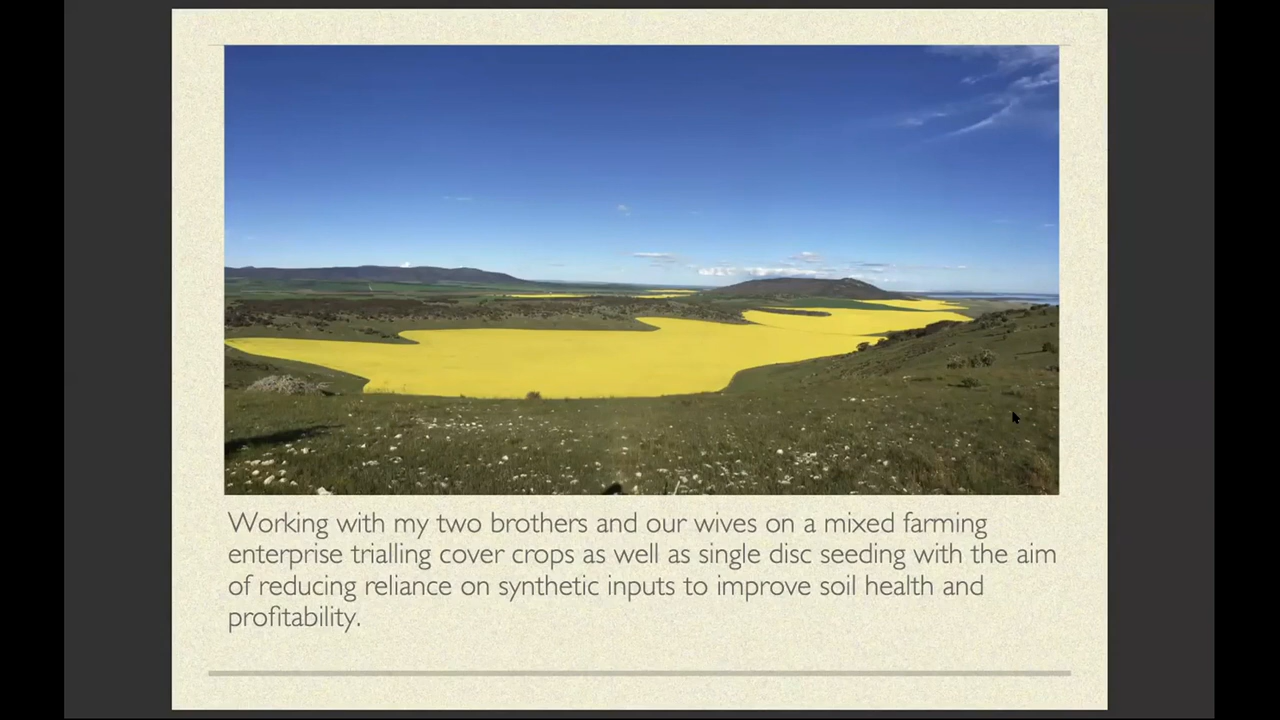 Working with my two brothers and our wives on a mixed farming
enterprise trialling cover crops as well as single disc seeding with the aim
of reducing reliance on synthetic inputs to improve soil health and
profitability.